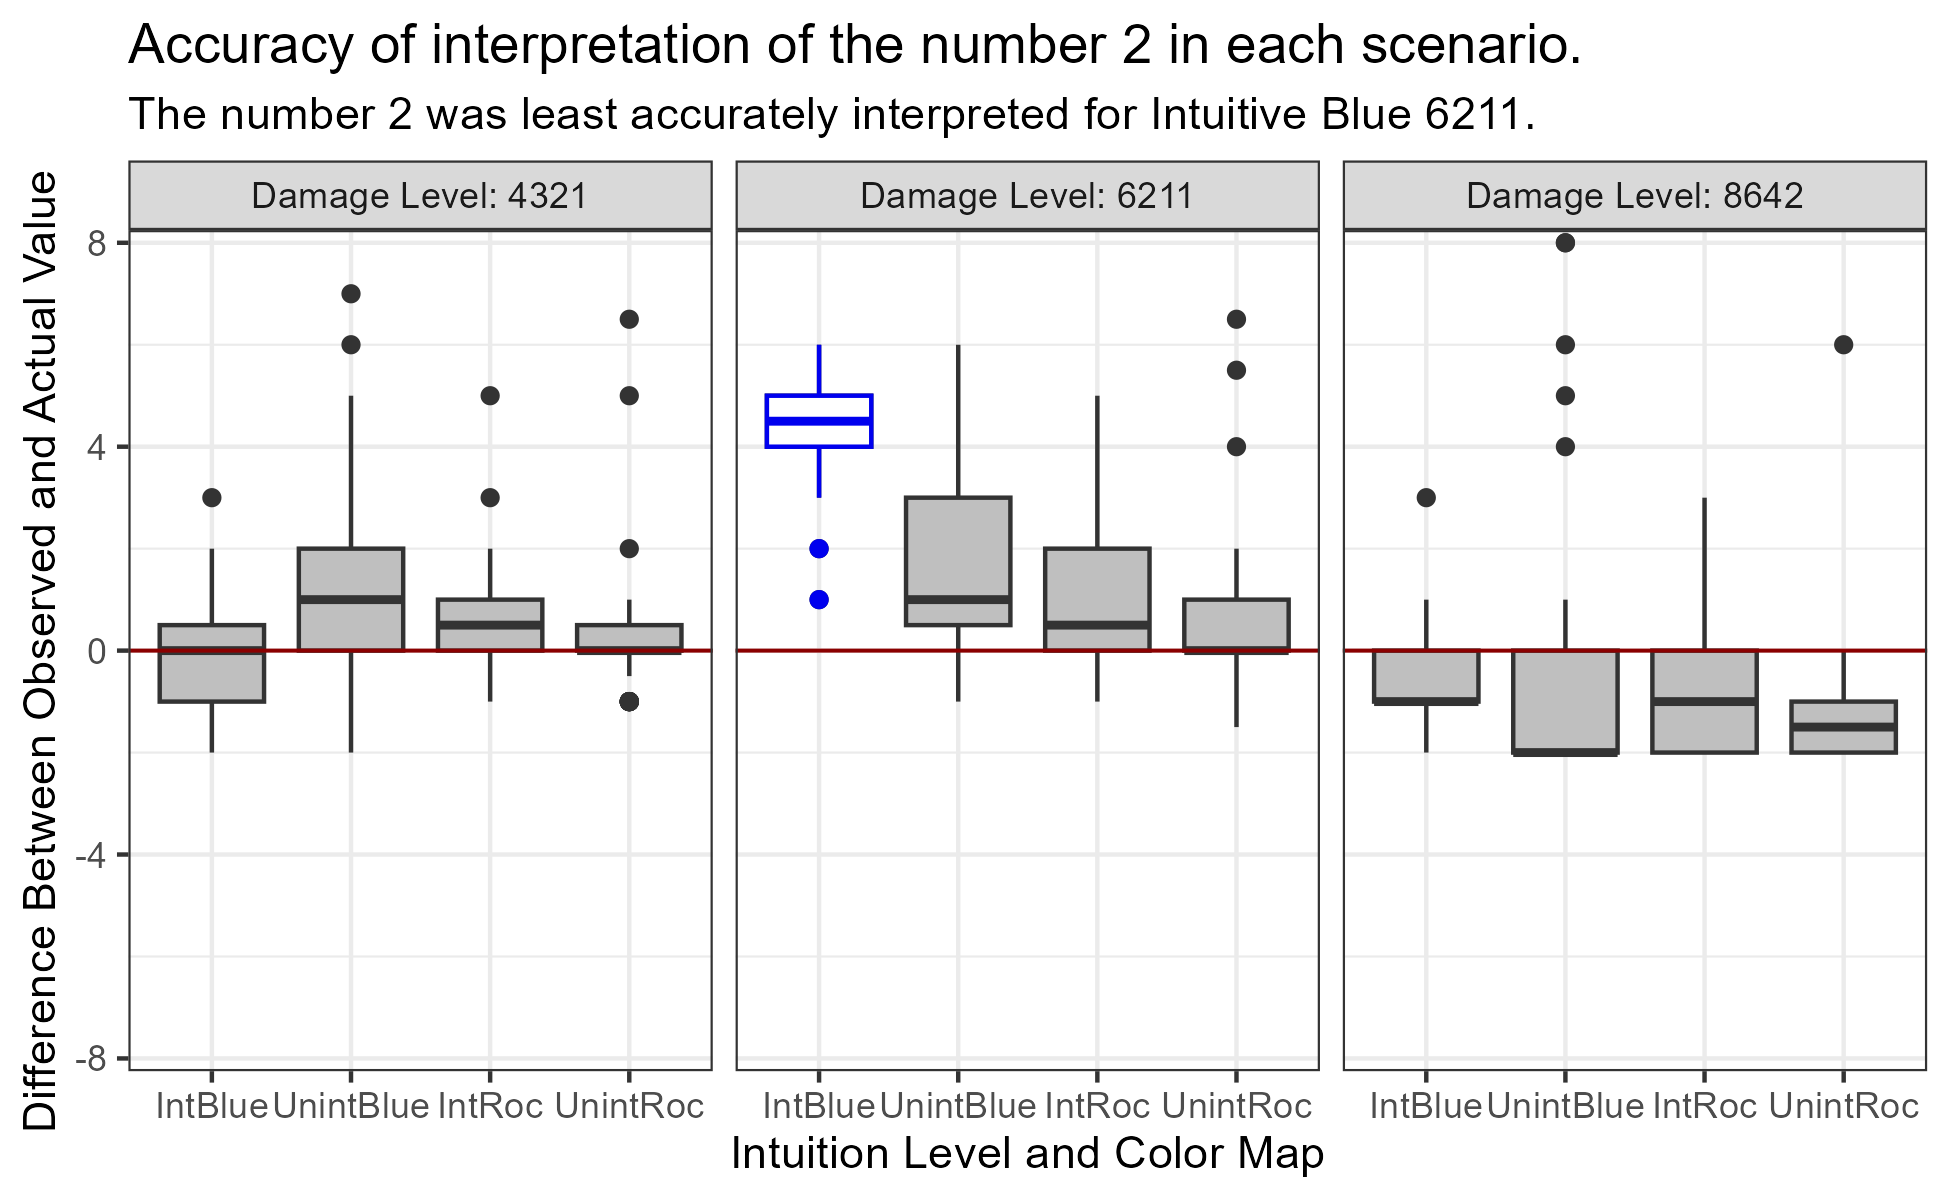 Accuracy of interpretation of the number 2 in each scenario.
The number 2 was least accurately interpreted for Intuitive Blue 6211.
Difference Between Observed and Actual Value
Damage Level: 4321
Damage Level: 6211
Damage Level: 8642
8
4
0
-4
-8
IntBlue UnintBlue IntRoc UnintRoc
IntBlue UnintBlue IntRoc UnintRoc
IntBlue UnintBlue IntRoc UnintRoc
Intuition Level and Color Map